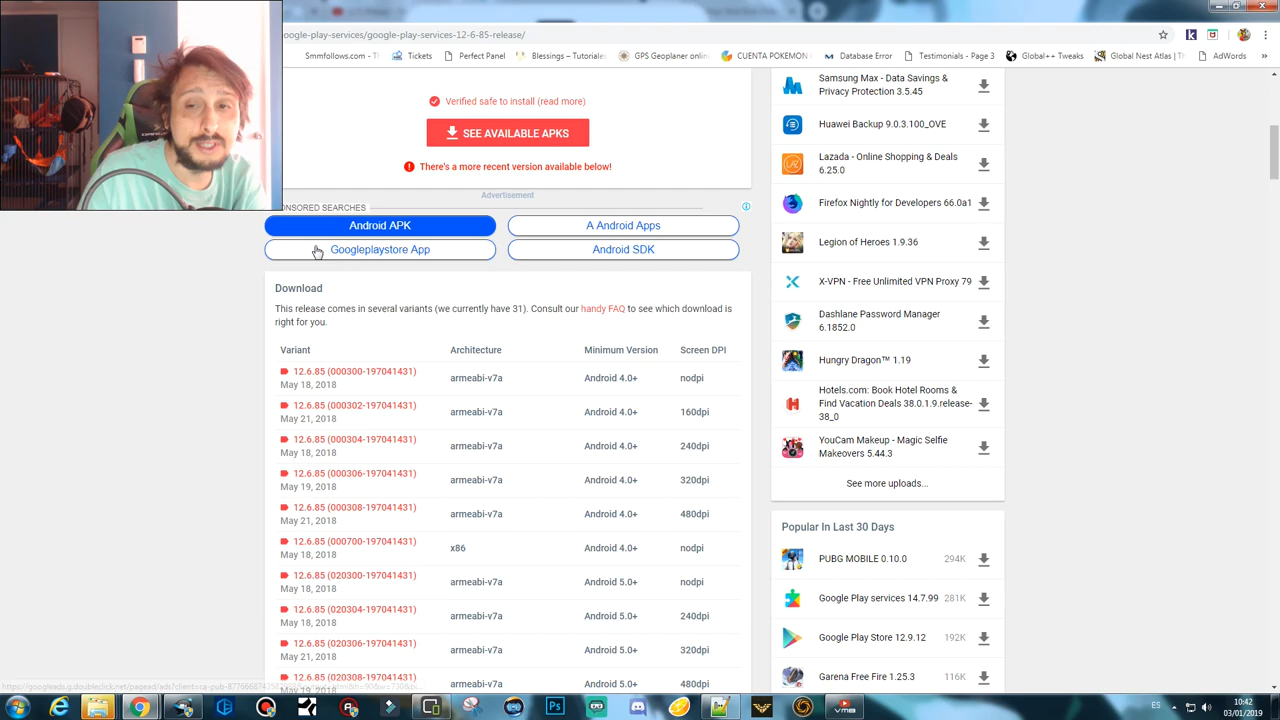 oogle-play-services/google-play-services-12-6-85-release/
Smmfollows.com - Th
Tickets
Perfect Panel
Blessings – Tutoriales
GPS Geoplaner onlin
CUENTA POKEMON
Database Error
Testimonials - Page 3
Global++ Tweaks
Global Nest Atlas | Th
AdWords
»
Verified safe to install (read more)
SEE AVAILABLE APKS
There's a more recent version available below!
Advertisement
ONSORED SEARCHES
Android APK
A Android Apps
Googleplaystore App
Android SDK
Download
This release comes in several variants (we currently have 31). Consult our handy FAQ to see which download is
right for you.
Variant Architecture Minimum Version Screen DPI
12.6.85 (000300-197041431)
May 18, 2018
armeabi-v7a Android 4.0+ nodpi
12.6.85 (000302-197041431)
May 21, 2018
armeabi-v7a Android 4.0+ 160dpi
12.6.85 (000304-197041431)
May 18, 2018
armeabi-v7a Android 4.0+ 240dpi
12.6.85 (000306-197041431)
May 19, 2018
armeabi-v7a Android 4.0+ 320dpi
12.6.85 (000308-197041431)
May 21, 2018
armeabi-v7a Android 4.0+ 480dpi
12.6.85 (000700-197041431)
May 18, 2018
x86 Android 4.0+ nodpi
12.6.85 (020300-197041431)
May 18, 2018
armeabi-v7a Android 5.0+ nodpi
12.6.85 (020304-197041431)
May 18, 2018
armeabi-v7a Android 5.0+ 240dpi
12.6.85 (020306-197041431)
May 21, 2018
armeabi-v7a Android 5.0+ 320dpi
12.6.85 (020308-197041431)
May 19, 2018
armeabi-v7a Android 5.0+ 480dpi
Samsung Max - Data Savings &
Privacy Protection 3.5.45
Huawei Backup 9.0.3.100_OVE
Lazada - Online Shopping & Deals
6.25.0
Firefox Nightly for Developers 66.0a1
Legion of Heroes 1.9.36
X-VPN - Free Unlimited VPN Proxy 79
Dashlane Password Manager
6.1852.0
Hungry Dragon™ 1.19
Hotels.com: Book Hotel Rooms &
Find Vacation Deals 38.0.1.9.release-
38_0
YouCam Makeup - Magic Selfie
Makeovers 5.44.3
See more uploads...
Popular In Last 30 Days
PUBG MOBILE 0.10.0 294K
Google Play services 14.7.99 281K
Google Play Store 12.9.12 192K
Garena Free Fire 1.25.3 116K
ES
10:42
03/01/2019